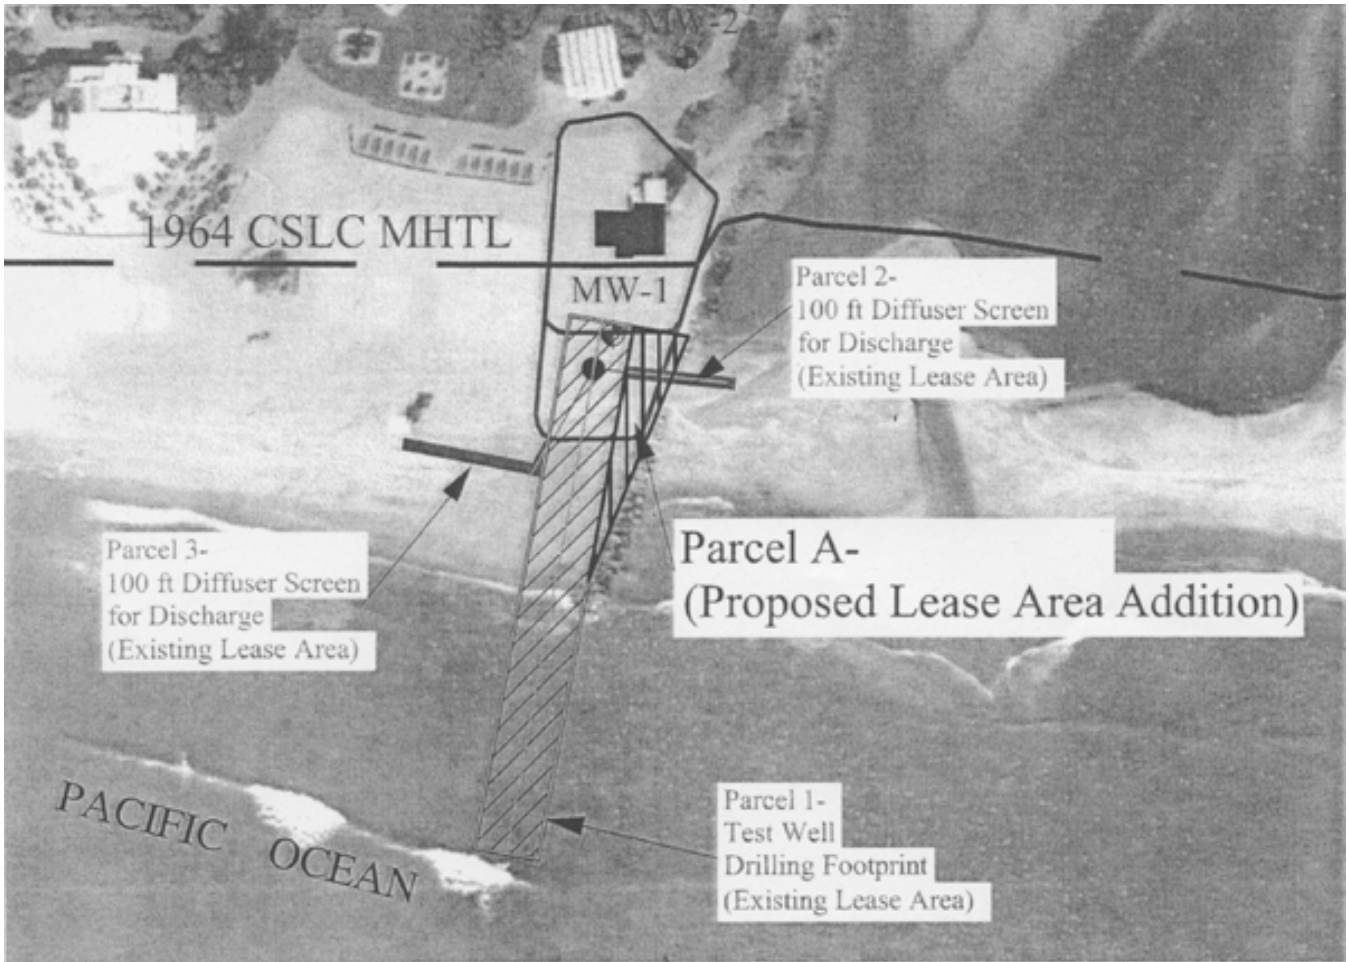 MW-2
1964 CSLC MHTL
MW-1
Parcel 2-
100 ft Diffuser Screen
for Discharge
(Existing Lease Area)
Parcel A-
(Proposed Lease Area Addition)
Parcel 3-
100 ft Diffuser Screen
for Discharge
(Existing Lease Area)
PACIFIC OCEAN
Parcel 1-
Test Well
Drilling Footprint
(Existing Lease Area)